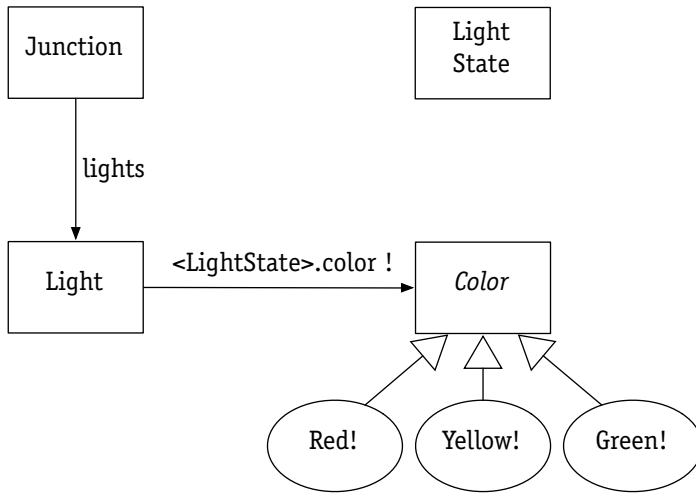 Junction
Light
State
lights
Light
<LightState>.color !
Color
Red!
Yellow!
Green!